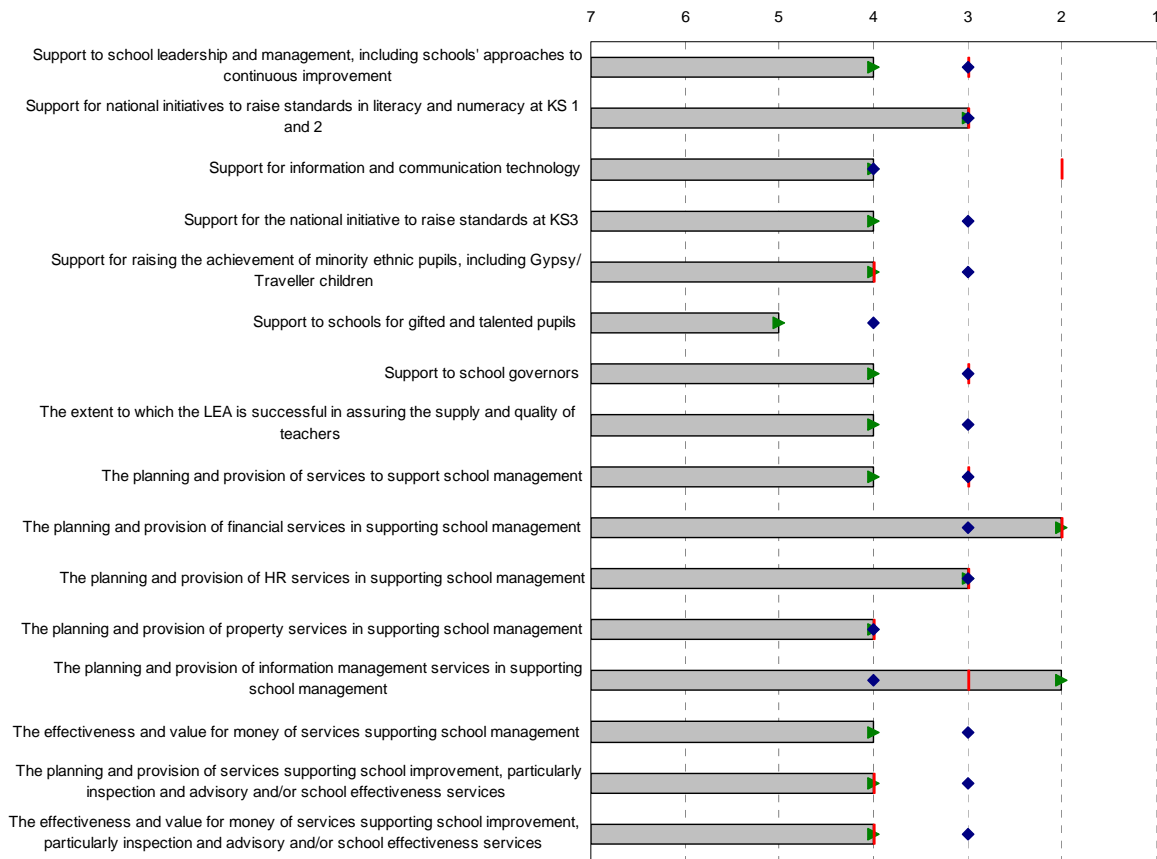 7 6 5 4 3 2 1
Support to school leadership and management, including schools' approaches to
continuous improvement
Support for national initiatives to raise standards in literacy and numeracy at KS 1
and 2
Support for information and communication technology
Support for the national initiative to raise standards at KS3
Support for raising the achievement of minority ethnic pupils, including Gypsy/
Traveller children
Support to schools for gifted and talented pupils
Support to school governors
The extent to which the LEA is successful in assuring the supply and quality of
teachers
The planning and provision of services to support school management
The planning and provision of financial services in supporting school management
The planning and provision of HR services in supporting school management
The planning and provision of property services in supporting school management
The planning and provision of information management services in supporting
school management
The effectiveness and value for money of services supporting school management
The planning and provision of services supporting school improvement, particularly
inspection and advisory and/or school effectiveness services
The effectiveness and value for money of services supporting school improvement,
particularly inspection and advisory and/or school effectiveness services